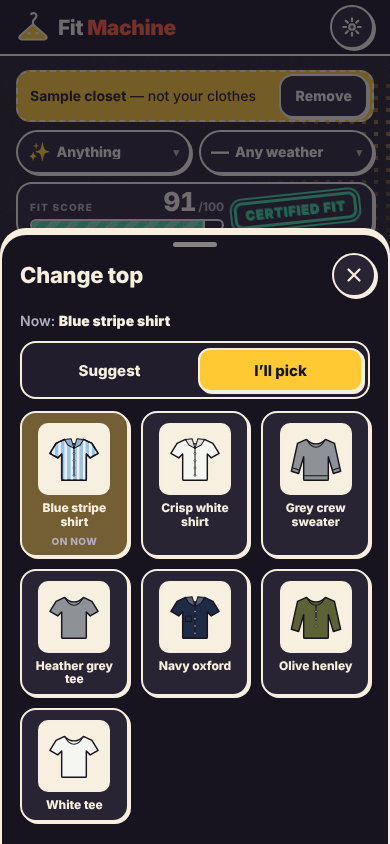 Fit Machine
Sample closet — not your clothes
Remove
✨ Anything ▾
— Any weather ▾
FIT SCORE
91 /100
CERTIFIED FIT
Change top
Now: Blue stripe shirt
Suggest
I’ll pick
Blue stripe
shirt
ON NOW
Crisp white
shirt
Grey crew
sweater
Heather grey
tee
Navy oxford
Olive henley
White tee